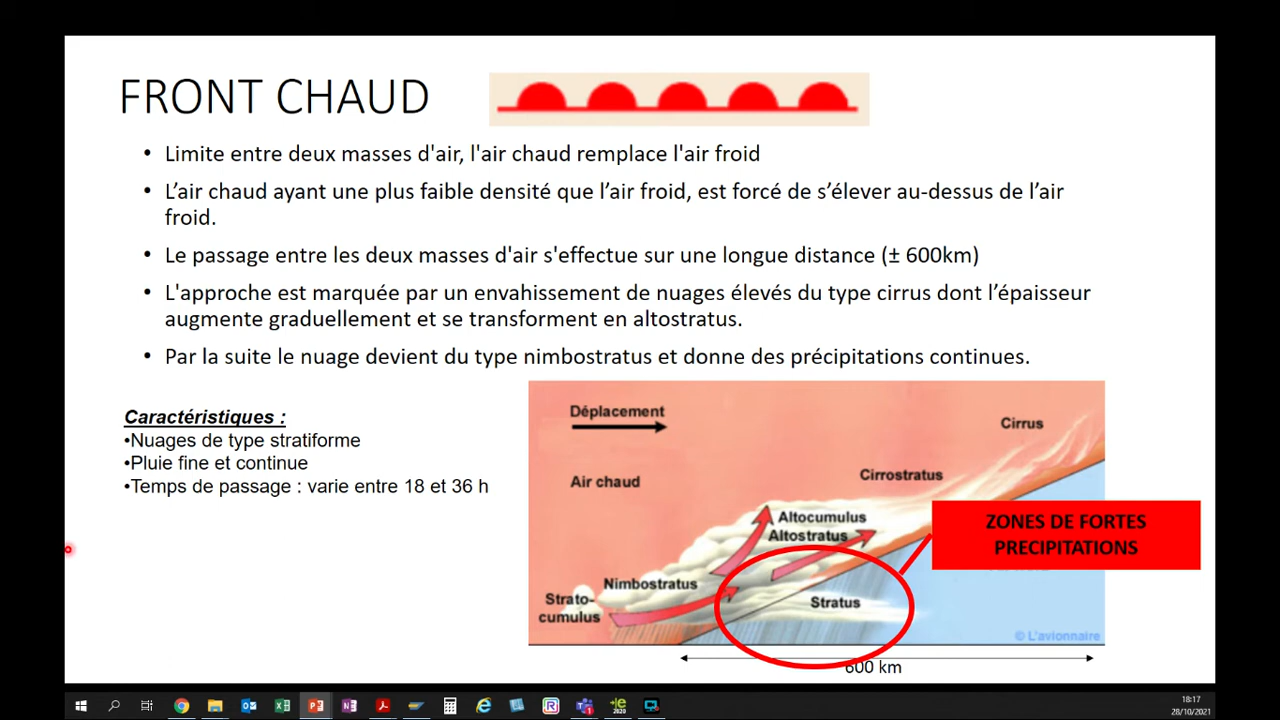 FRONT CHAUD
• Limite entre deux masses d'air, l'air chaud remplace l'air froid
• L’air chaud ayant une plus faible densité que l’air froid, est forcé de s’élever au-dessus de l’air
froid.
• Le passage entre les deux masses d'air s'effectue sur une longue distance (± 600km)
• L'approche est marquée par un envahissement de nuages élevés du type cirrus dont l’épaisseur
augmente graduellement et se transforment en altostratus.
• Par la suite le nuage devient du type nimbostratus et donne des précipitations continues.
Caractéristiques :
•Nuages de type stratiforme
•Pluie fine et continue
•Temps de passage : varie entre 18 et 36 h
Déplacement
Cirrus
Air chaud
Cirrostratus
Altocumulus
Altostratus
ZONES DE FORTES
PRECIPITATIONS
Nimbostratus
Strato-
cumulus
Stratus
© L'avionnaire
600 km
18:17
28/10/2021